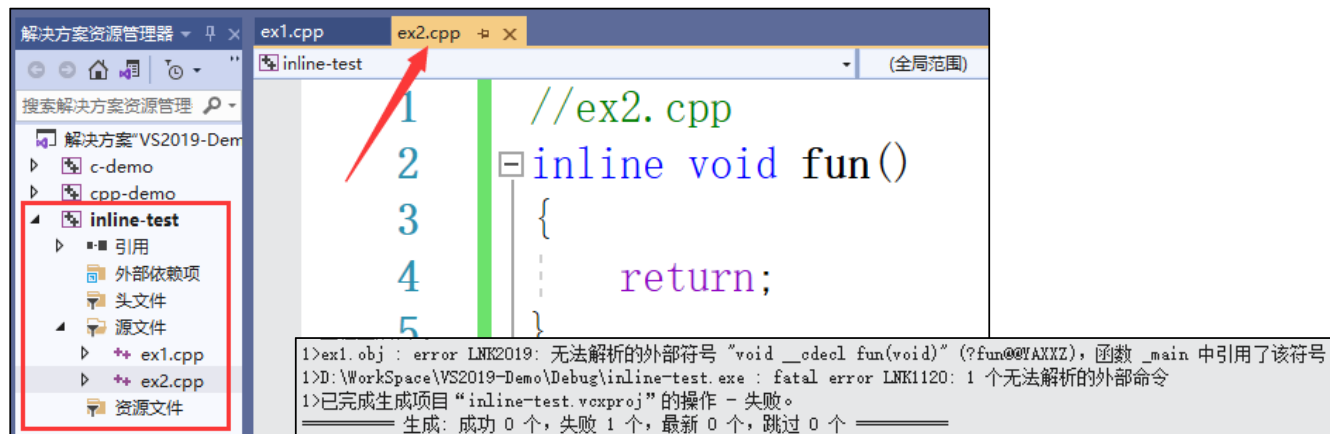 解决方案资源管理器
搜索解决方案资源管理
解决方案"VS2019-Dem
c-demo
cpp-demo
inline-test
引用
外部依赖项
头文件
源文件
ex1.cpp
ex2.cpp
资源文件
ex1.cpp ex2.cpp
inline-test (全局范围)
1 //ex2.cpp
2 inline void fun()
3 {
4 return;
5 }
1>ex1.obj : error LNK2019: 无法解析的外部符号 "void __cdecl fun(void)" (?fun@@YAXXZ)，函数 _main 中引用了该符号
1>D:\WorkSpace\VS2019-Demo\Debug\inline-test.exe : fatal error LNK1120: 1 个无法解析的外部命令
1>已完成生成项目“inline-test.vcxproj”的操作 - 失败。
========== 生成: 成功 0 个，失败 1 个，最新 0 个，跳过 0 个 ==========